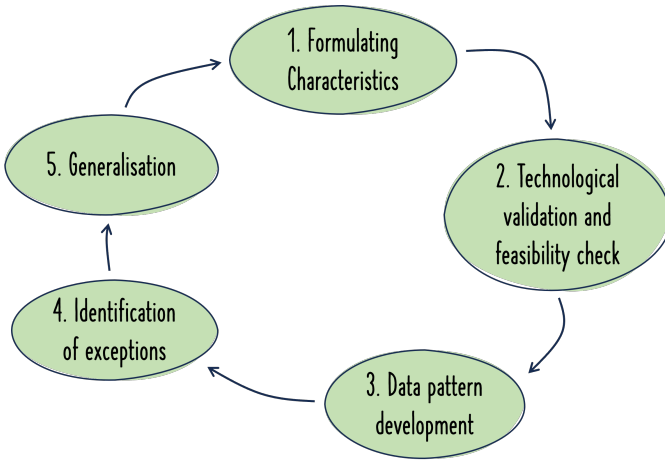 1. Formulating
Characteristics
2. Technological
validation and
feasibility check
3. Data pattern
development
4. Identification
of exceptions
5. Generalisation